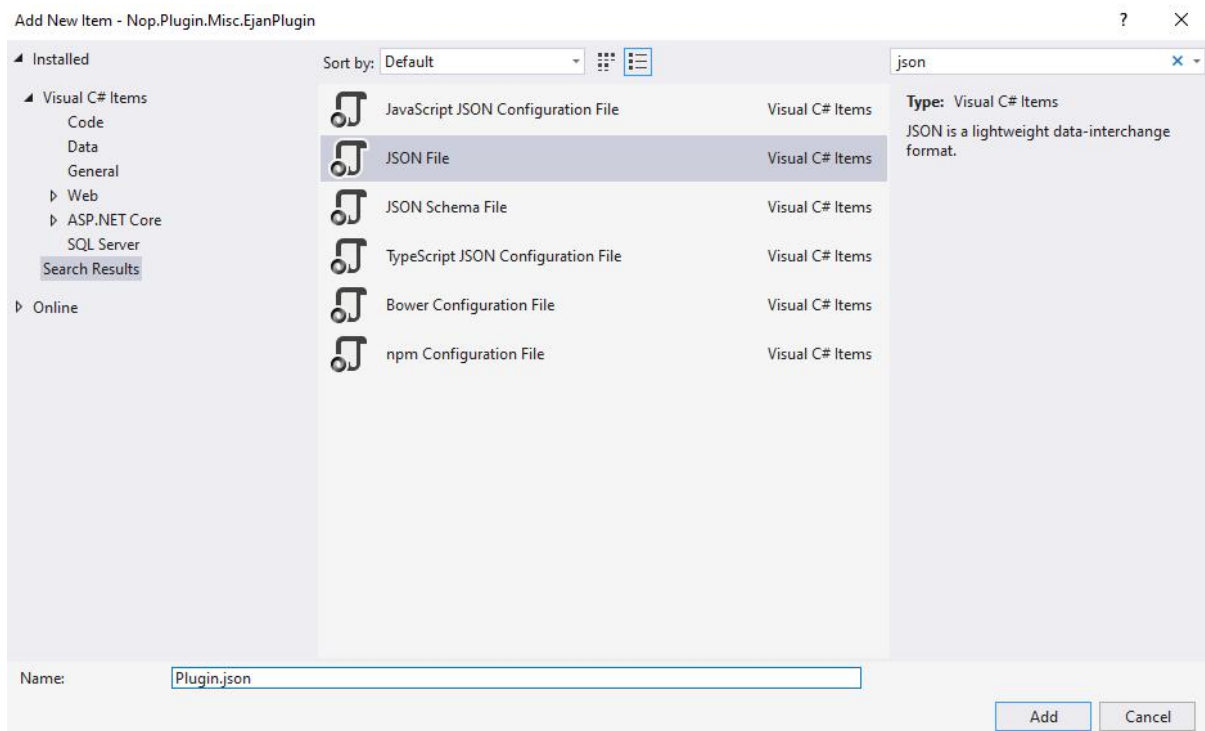 Add New Item - Nop.Plugin.Misc.EjanPlugin
?
Installed
Visual C# Items
Code
Data
General
Web
ASP.NET Core
SQL Server
Search Results
Online
Sort by: Default
JavaScript JSON Configuration File Visual C# Items
JSON File Visual C# Items
JSON Schema File Visual C# Items
TypeScript JSON Configuration File Visual C# Items
Bower Configuration File Visual C# Items
npm Configuration File Visual C# Items
json
Type: Visual C# Items
JSON is a lightweight data-interchange
format.
Name: Plugin.json
Add Cancel